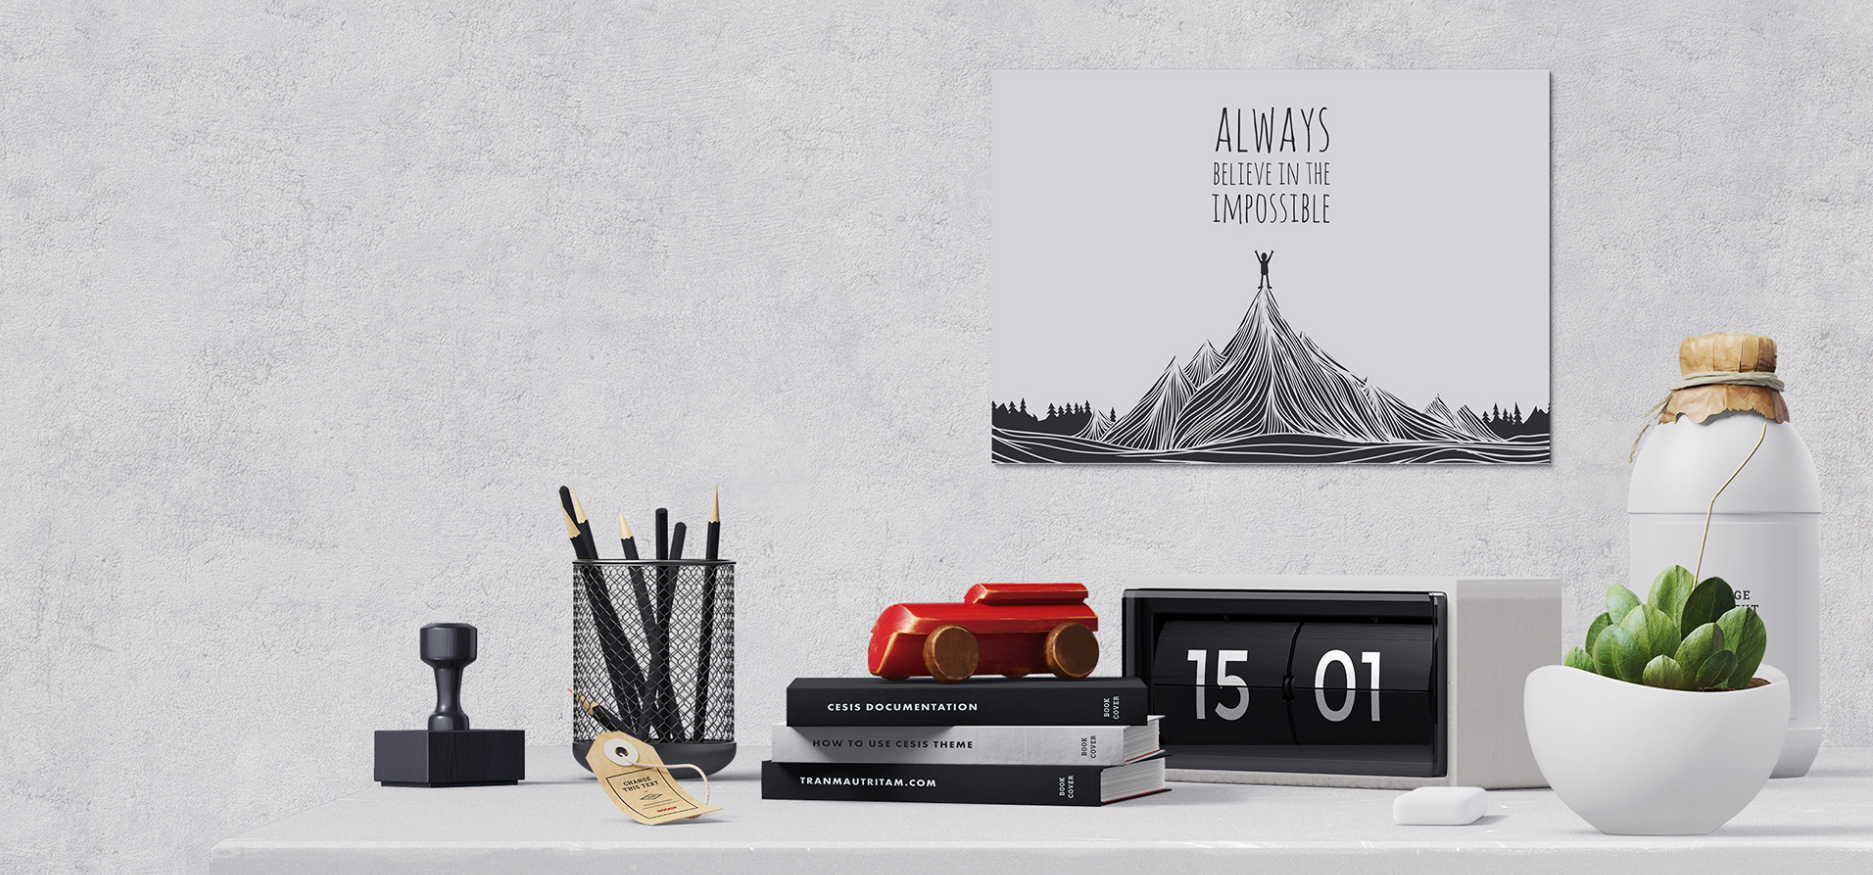 ALWAYS
BELIEVE IN THE
IMPOSSIBLE
15 01
CESIS DOCUMENTATION
BOOK
COVER
HOW TO USE CESIS THEME
BOOK
COVER
TRANMAUTRITAM.COM
BOOK
COVER
CHANGE
THIS TEXT